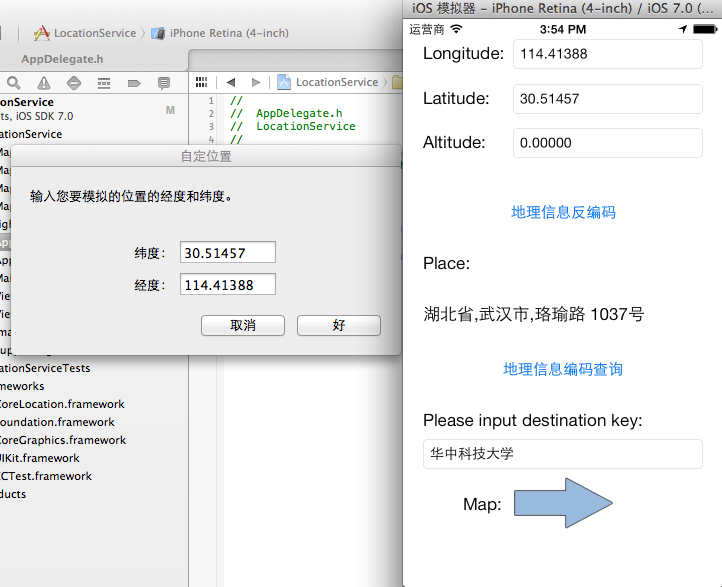 LocationService
iPhone Retina (4-inch)
AppDelegate.h
onService
ts, iOS SDK 7.0
M
ationService
ationServiceTests
meworks
CoreLocation.framework
oundation.framework
CoreGraphics.framework
UIKit.framework
CTest.framework
ducts
LocationService
1 //
2 // AppDelegate.h
3 // LocationService
4 //
自定位置
输入您要模拟的位置的经度和纬度。
纬度: 30.51457
经度: 114.41388
取消 好
iOS 模拟器 – iPhone Retina (4-inch) / iOS 7.0 (...
运营商 3:54 PM
Longitude: 114.41388
Latitude: 30.51457
Altitude: 0.00000
地理信息反编码
Place:
湖北省,武汉市,珞瑜路 1037号
地理信息编码查询
Please input destination key:
华中科技大学
Map: